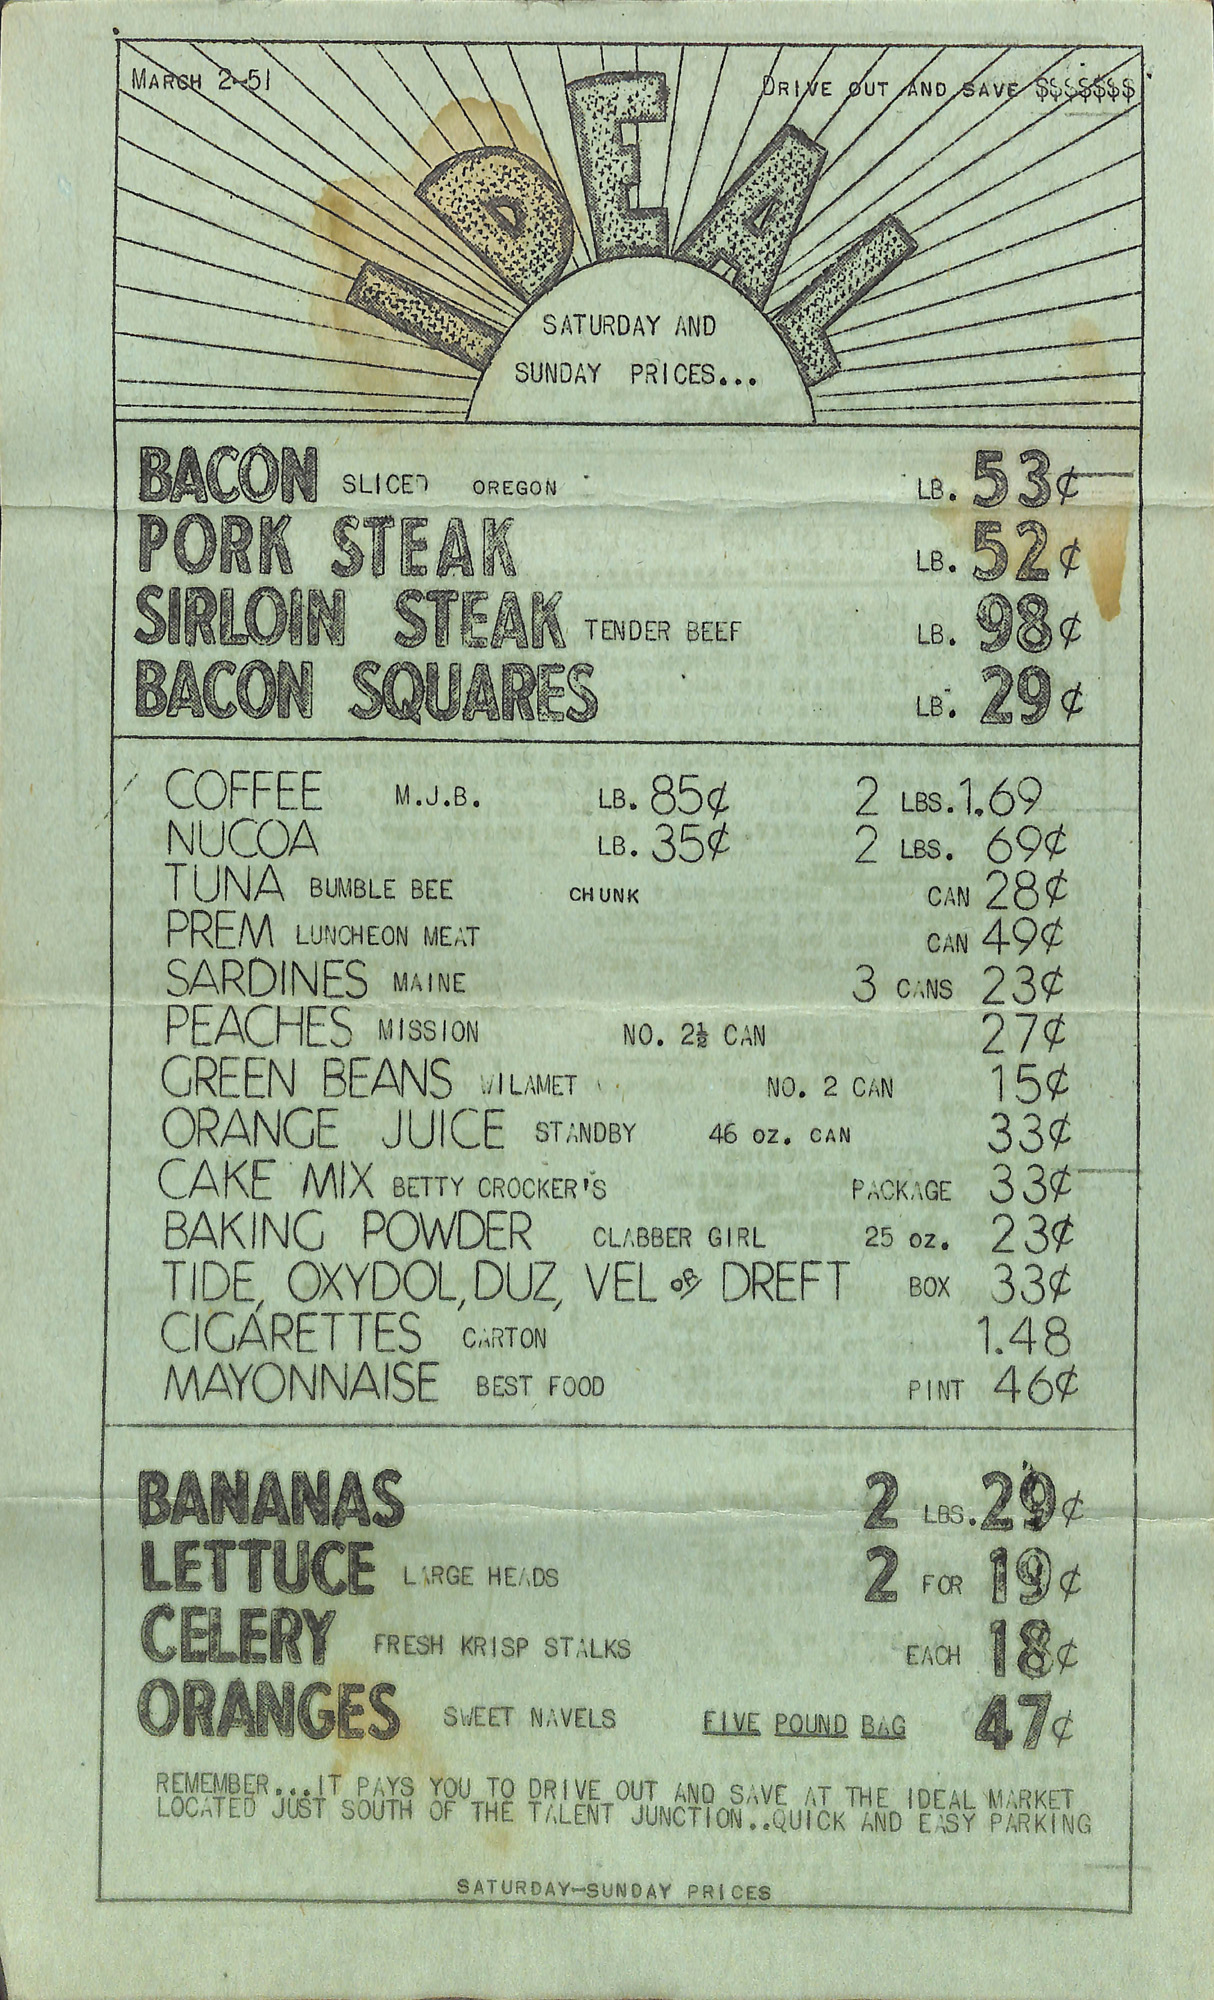 MARCH 2-51 DRIVE OUT AND SAVE $$$$$$$
IDEAL
SATURDAY AND
SUNDAY PRICES...
BACON SLICED OREGON LB. 53¢
PORK STEAK LB. 52¢
SIRLOIN STEAK TENDER BEEF LB. 98¢
BACON SQUARES LB. 29¢
COFFEE M.J.B. LB. 85¢ 2 LBS. 1.69
NUCOA LB. 35¢ 2 LBS. 69¢
TUNA BUMBLE BEE CHUNK CAN 28¢
PREM LUNCHEON MEAT CAN 49¢
SARDINES MAINE 3 CANS 23¢
PEACHES MISSION NO. 2½ CAN 27¢
GREEN BEANS WILAMET NO. 2 CAN 15¢
ORANGE JUICE STANDBY 46 OZ. CAN 33¢
CAKE MIX BETTY CROCKER'S PACKAGE 33¢
BAKING POWDER CLABBER GIRL 25 OZ. 23¢
TIDE, OXYDOL, DUZ, VEL or DREFT BOX 33¢
CIGARETTES CARTON 1.48
MAYONNAISE BEST FOOD PINT 46¢
BANANAS 2 LBS. 29¢
LETTUCE LARGE HEADS 2 FOR 19¢
CELERY FRESH KRISP STALKS EACH 18¢
ORANGES SWEET NAVELS FIVE POUND BAG 47¢
REMEMBER...IT PAYS YOU TO DRIVE OUT AND SAVE AT THE IDEAL MARKET
LOCATED JUST SOUTH OF THE TALENT JUNCTION..QUICK AND EASY PARKING
SATURDAY-SUNDAY PRICES